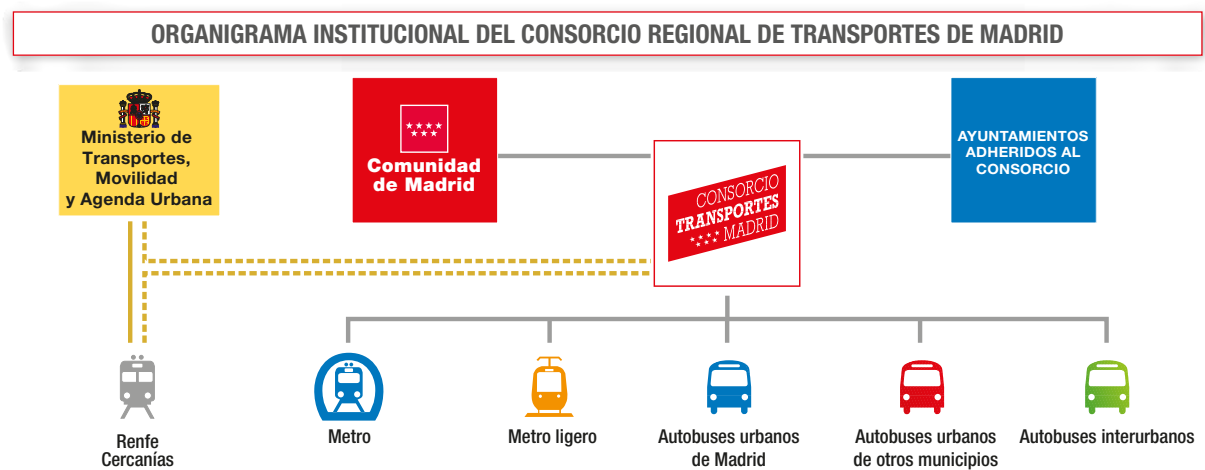 ORGANIGRAMA INSTITUCIONAL DEL CONSORCIO REGIONAL DE TRANSPORTES DE MADRID
Ministerio de
Transportes,
Movilidad
y Agenda Urbana
Comunidad
de Madrid
CONSORCIO
TRANSPORTES
MADRID
AYUNTAMIENTOS
ADHERIDOS AL
CONSORCIO
Renfe
Cercanías
Metro
Metro ligero
Autobuses urbanos
de Madrid
Autobuses urbanos
de otros municipios
Autobuses interurbanos